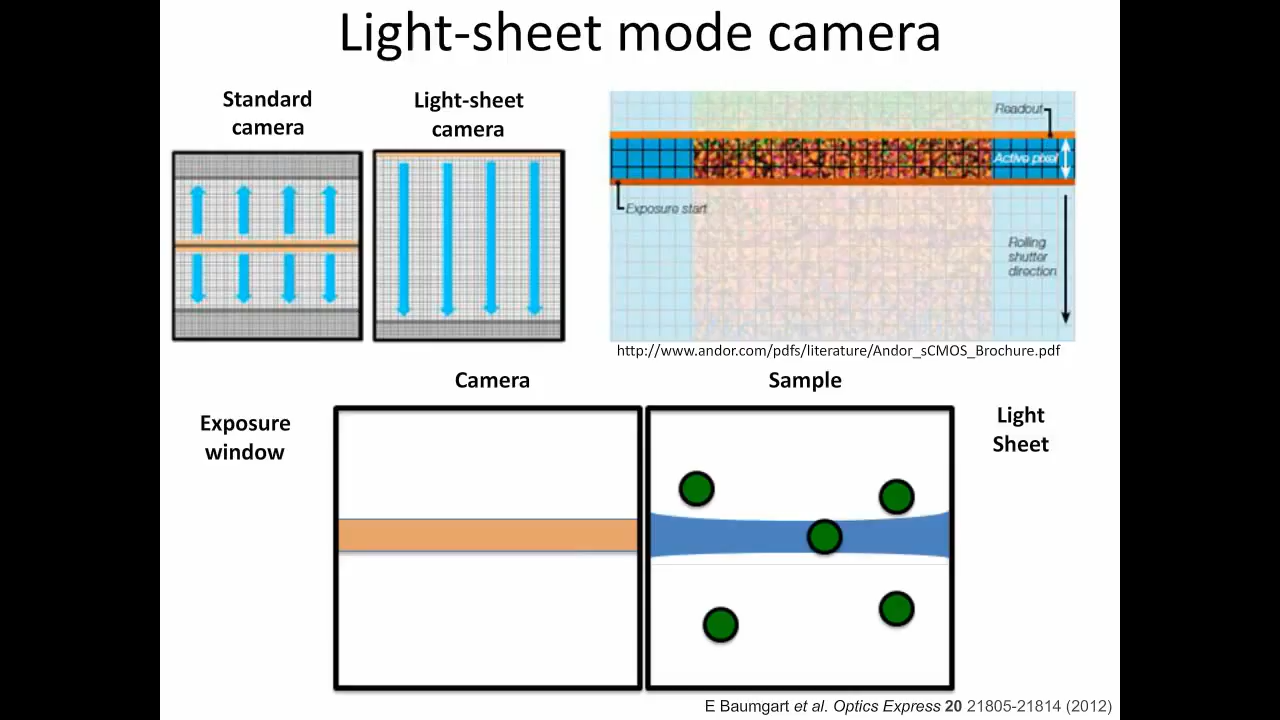 Light-sheet mode camera
Standard
camera
Light-sheet
camera
Readout
Active pixel
Exposure start
Rolling
shutter
direction
http://www.andor.com/pdfs/literature/Andor_sCMOS_Brochure.pdf
Camera
Sample
Exposure
window
Light
Sheet
E Baumgart et al. Optics Express 20 21805-21814 (2012)